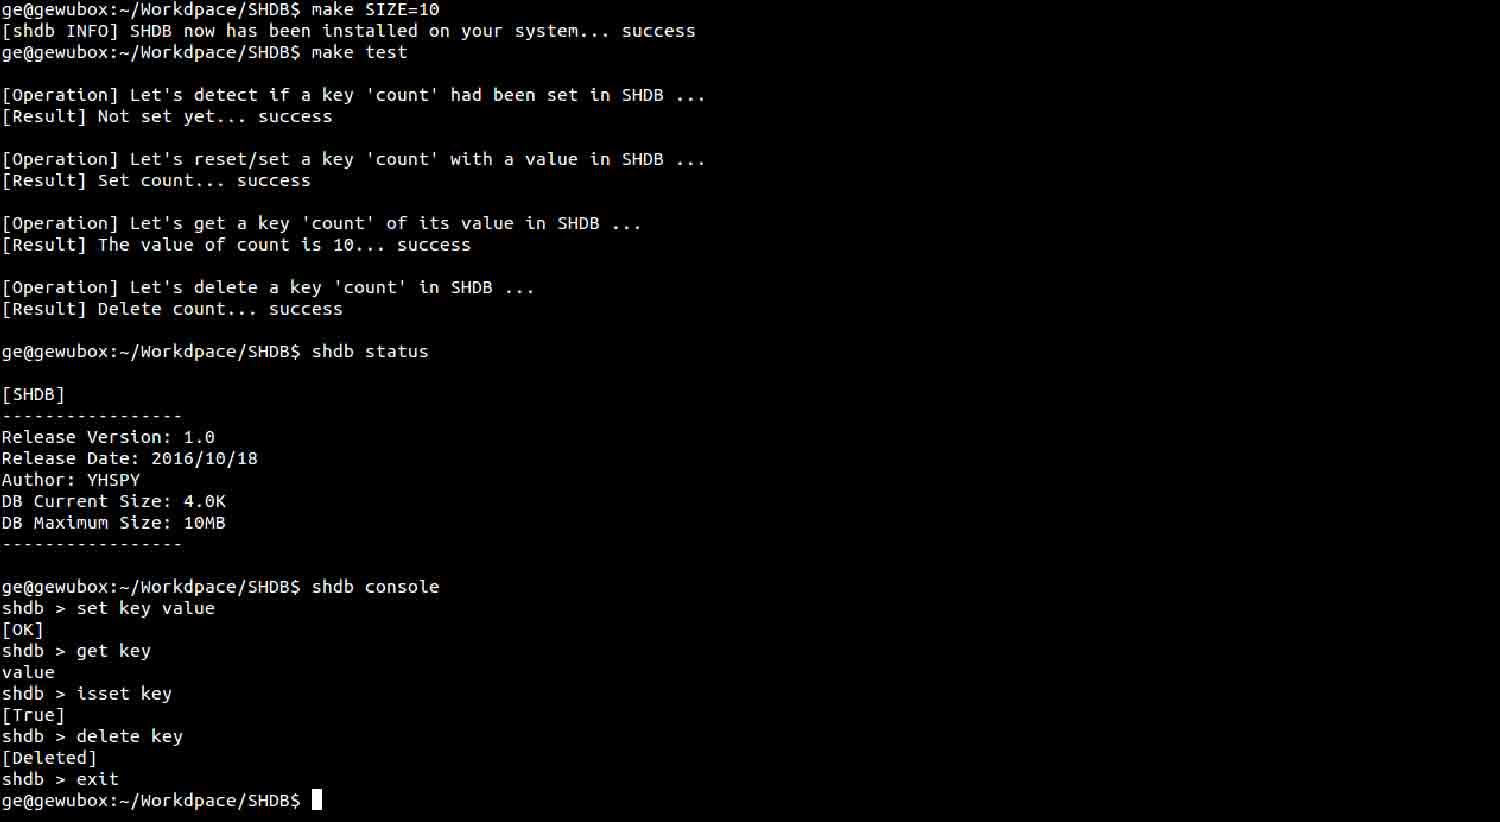 ge@gewubox:~/Workdpace/SHDB$ make SIZE=10
[shdb INFO] SHDB now has been installed on your system... success
ge@gewubox:~/Workdpace/SHDB$ make test
[Operation] Let's detect if a key 'count' had been set in SHDB ...
[Result] Not set yet... success
[Operation] Let's reset/set a key 'count' with a value in SHDB ...
[Result] Set count... success
[Operation] Let's get a key 'count' of its value in SHDB ...
[Result] The value of count is 10... success
[Operation] Let's delete a key 'count' in SHDB ...
[Result] Delete count... success
ge@gewubox:~/Workdpace/SHDB$ shdb status
[SHDB]
-----------------
Release Version: 1.0
Release Date: 2016/10/18
Author: YHSPY
DB Current Size: 4.0K
DB Maximum Size: 10MB
-----------------
ge@gewubox:~/Workdpace/SHDB$ shdb console
shdb > set key value
[OK]
shdb > get key
value
shdb > isset key
[True]
shdb > delete key
[Deleted]
shdb > exit
ge@gewubox:~/Workdpace/SHDB$